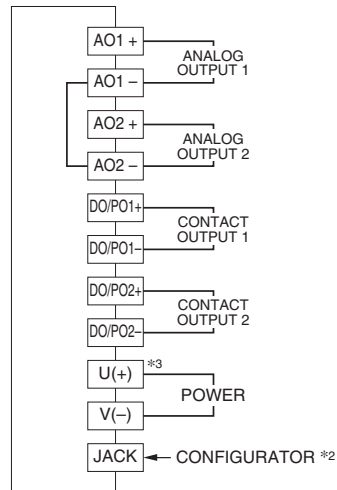 AO1 +
ANALOG
OUTPUT 1
AO1 –
AO2 +
ANALOG
OUTPUT 2
AO2 –
DO/PO1+
CONTACT
OUTPUT 1
DO/PO1–
DO/PO2+
CONTACT
OUTPUT 2
DO/PO2–
U(+) *3
POWER
V(–)
JACK CONFIGURATOR *2